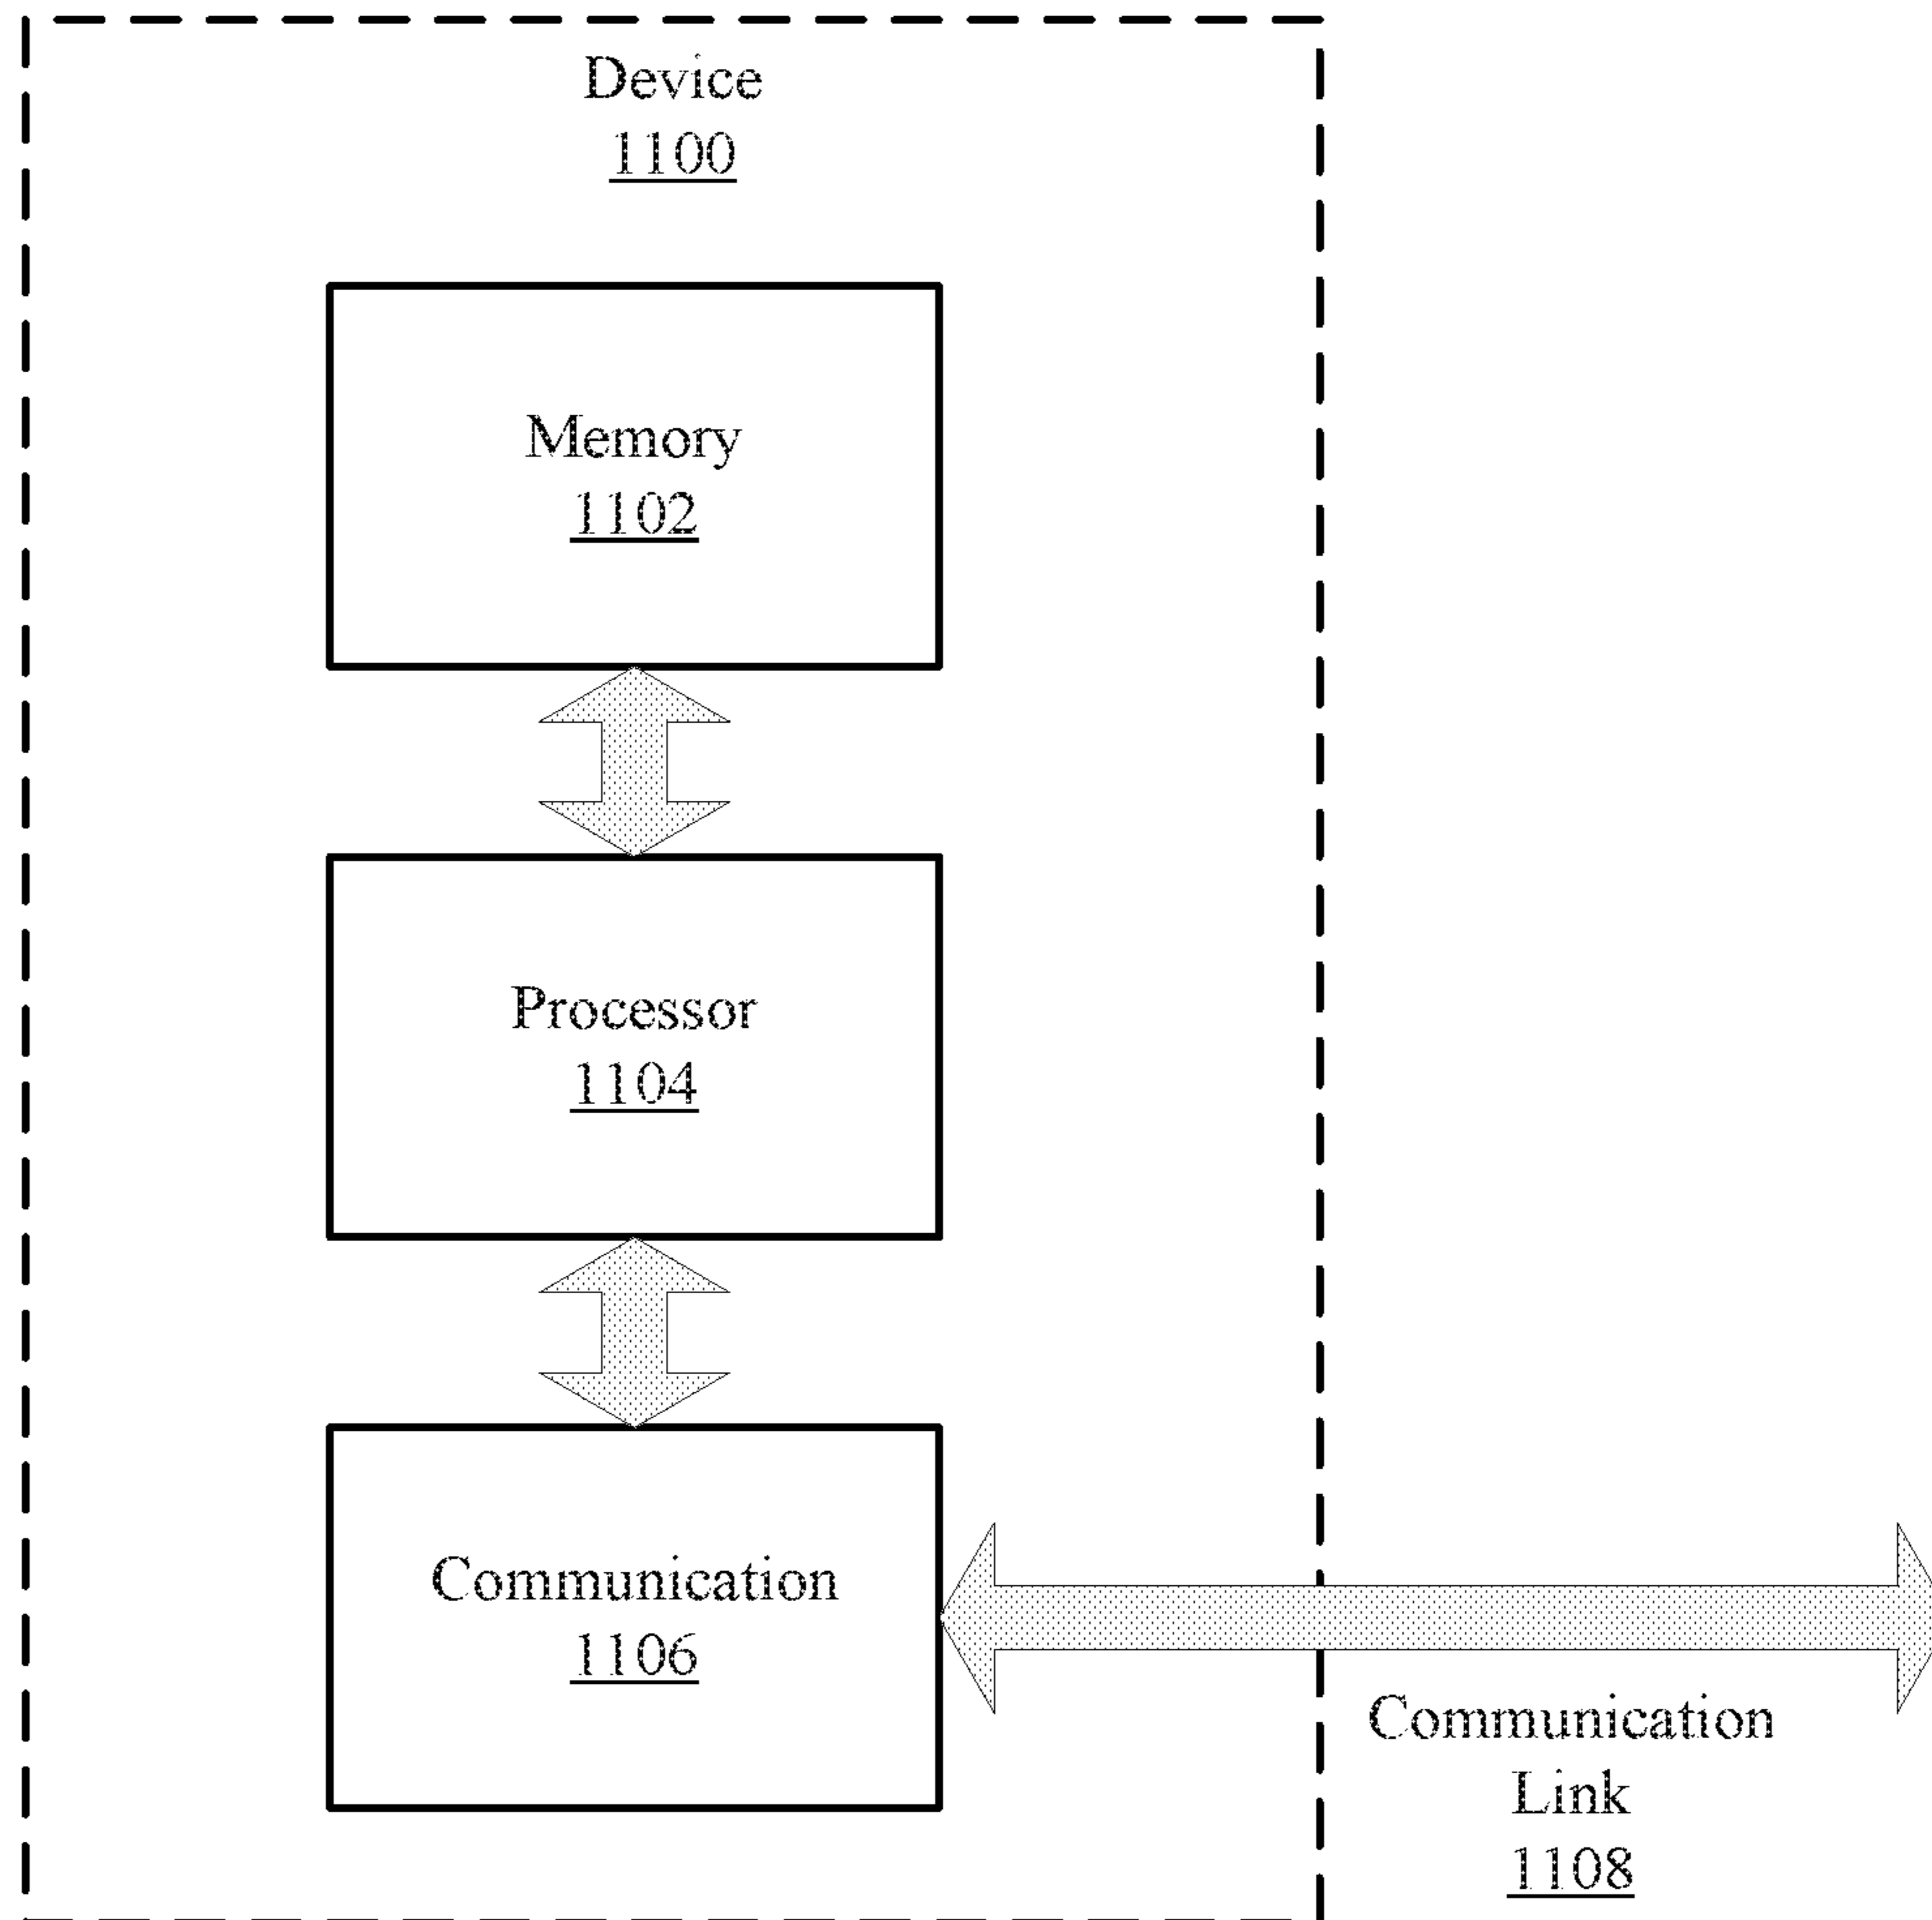 Device
1100
Memory
1102
Processor
1104
Communication
1106
Communication
Link
1108